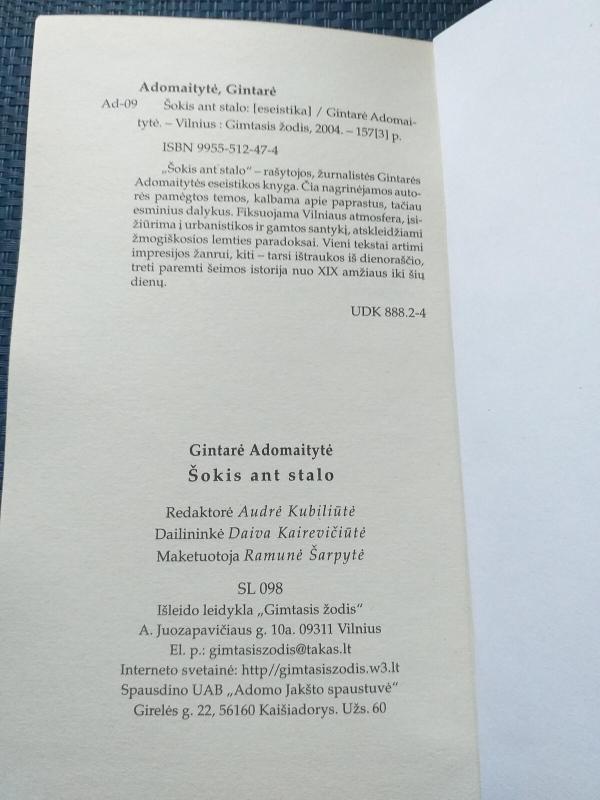 Adomaitytė, Gintarė
Ad-09 Šokis ant stalo: [eseistika] / Gintarė Adomai-
tytė. – Vilnius : Gimtasis žodis, 2004. – 157[3] p.
ISBN 9955-512-47-4
„Šokis ant stalo“ – rašytojos, žurnalistės Gintarės
Adomaitytės eseistikos knyga. Čia nagrinėjamos auto-
rės pamėgtos temos, kalbama apie paprastus, tačiau
esminius dalykus. Fiksuojama Vilniaus atmosfera, įsi-
žiūrima į urbanistikos ir gamtos santykį, atskleidžiami
žmogiškosios lemties paradoksai. Vieni tekstai artimi
impresijos žanrui, kiti – tarsi ištraukos iš dienoraščio,
treti paremti šeimos istorija nuo XIX amžiaus iki šių
dienų.
UDK 888.2-4
Gintarė Adomaitytė
Šokis ant stalo
Redaktorė Audrė Kubiliūtė
Dailininkė Daiva Kairevičiūtė
Maketuotoja Ramunė Šarpytė
SL 098
Išleido leidykla „Gimtasis žodis“
A. Juozapavičiaus g. 10a. 09311 Vilnius
El. p.: gimtasiszodis@takas.lt
Interneto svetainė: http//gimtasiszodis.w3.lt
Spausdino UAB „Adomo Jakšto spaustuvė“
Girelės g. 22, 56160 Kaišiadorys. Užs. 60